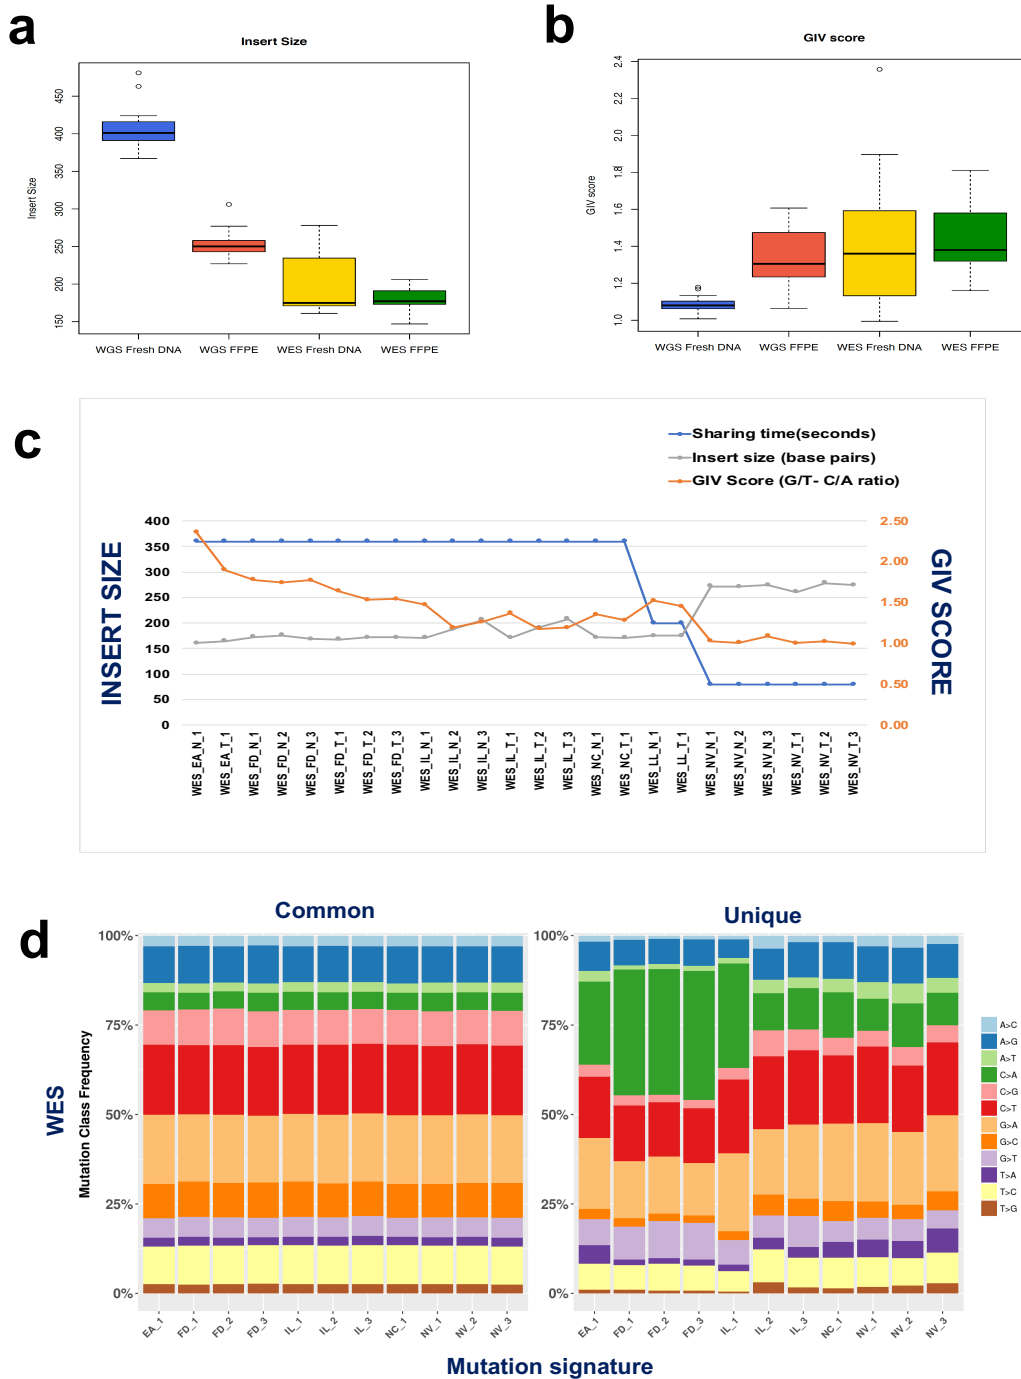 a
Insert Size
Insert Size
450
400
350
300
250
200
150
WGS Fresh DNA
WGS FFPE
WES Fresh DNA
WES FFPE
b
GIV score
GIV score
2.4
2.2
2.0
1.8
1.6
1.4
1.2
1.0
WGS Fresh DNA
WGS FFPE
WES Fresh DNA
WES FFPE
c
Sharing time(seconds)
Insert size (base pairs)
GIV Score (G/T- C/A ratio)
INSERT SIZE
400
350
300
250
200
150
100
50
0
2.50
2.00
1.50
1.00
0.50
0.00
GIV SCORE
WES_EA_N_1
WES_EA_T_1
WES_FD_N_1
WES_FD_N_2
WES_FD_N_3
WES_FD_T_1
WES_FD_T_2
WES_FD_T_3
WES_IL_N_1
WES_IL_N_2
WES_IL_N_3
WES_IL_T_1
WES_IL_T_2
WES_IL_T_3
WES_NC_N_1
WES_NC_T_1
WES_LL_N_1
WES_LL_T_1
WES_NV_N_1
WES_NV_N_2
WES_NV_N_3
WES_NV_T_1
WES_NV_T_2
WES_NV_T_3
d
Common
Unique
WES
Mutation Class Frequency
100%
75%
50%
25%
0%
EA_1
FD_1
FD_2
FD_3
IL_1
IL_2
IL_3
NC_1
NV_1
NV_2
NV_3
100%
75%
50%
25%
0%
EA_1
FD_1
FD_2
FD_3
IL_1
IL_2
IL_3
NC_1
NV_1
NV_2
NV_3
A>C
A>G
A>T
C>A
C>G
C>T
G>A
G>C
G>T
T>A
T>C
T>G
Mutation signature